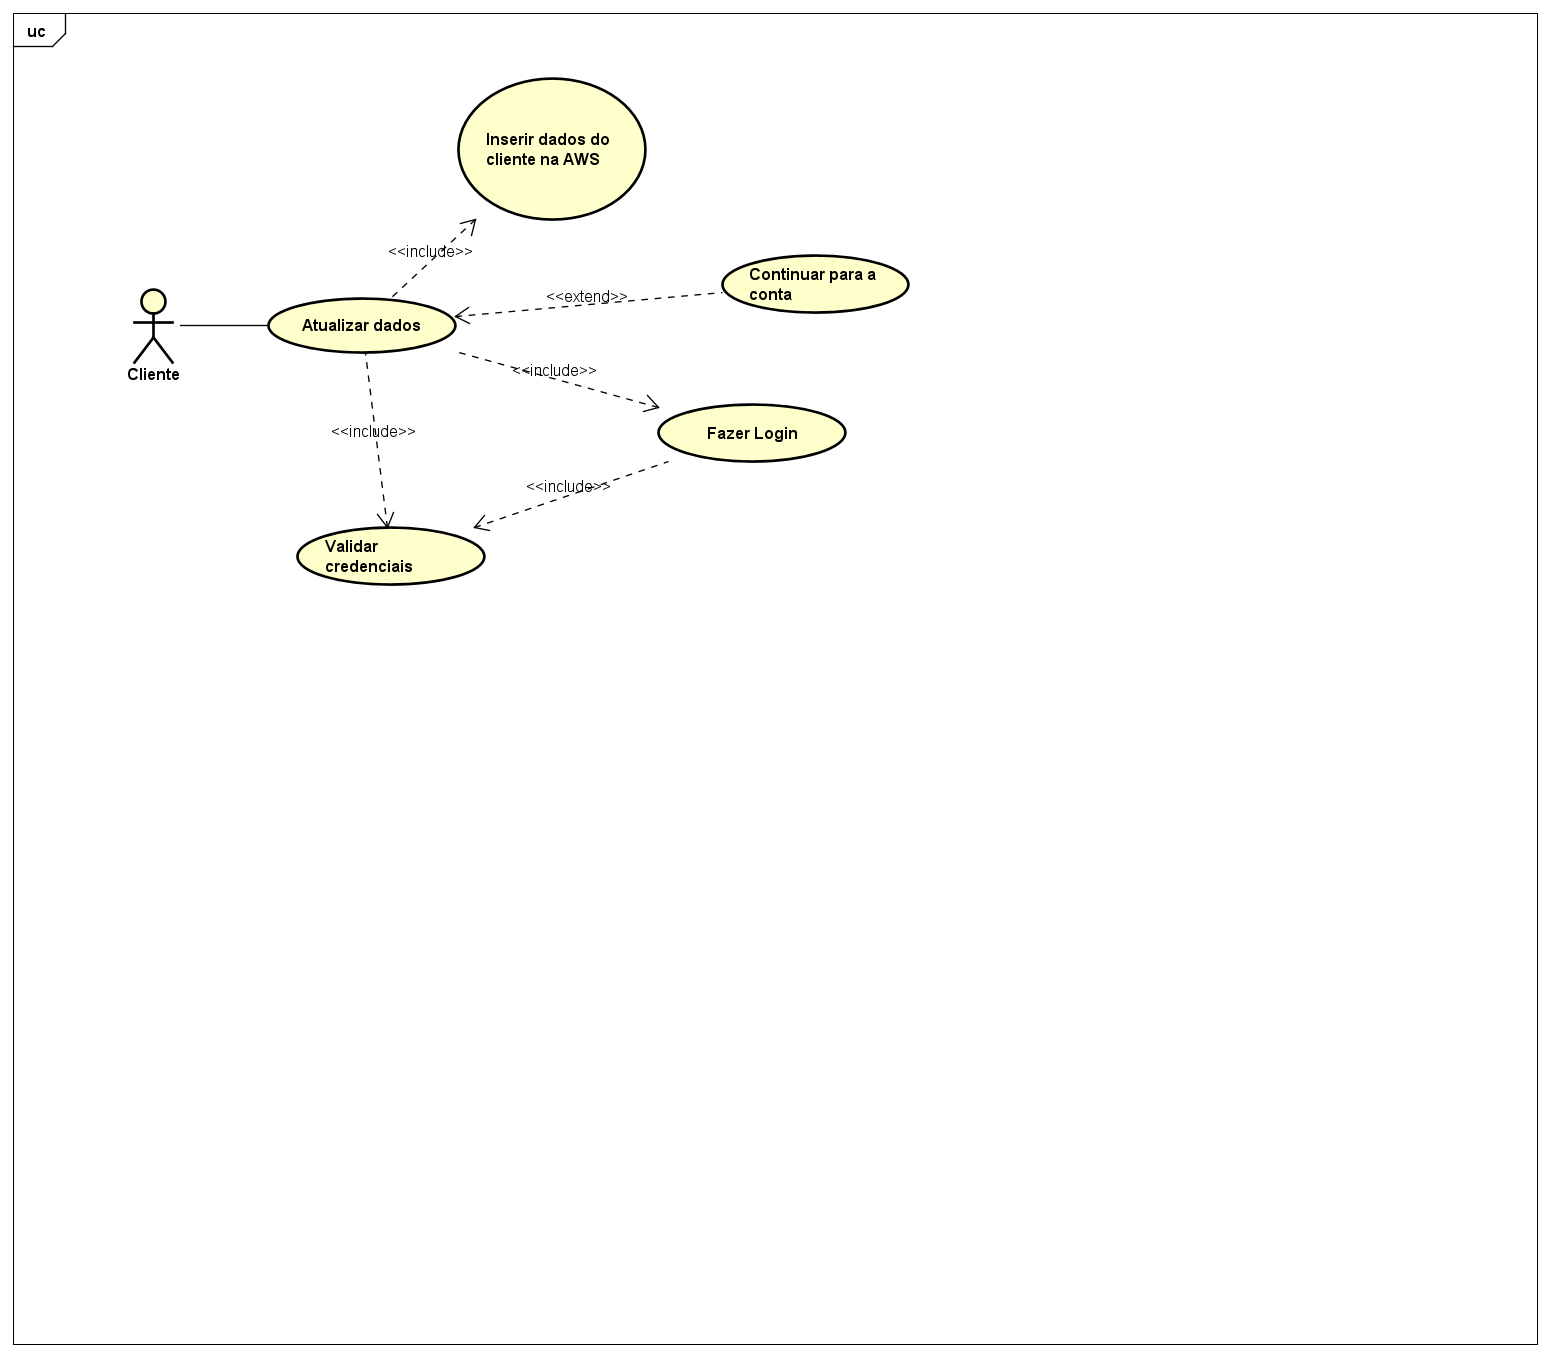 uc
Inserir dados do
cliente na AWS
<<include>>
Continuar para a
conta
<<extend>>
Atualizar dados
Cliente
<<include>>
Fazer Login
<<include>>
<<include>>
Validar
credenciais